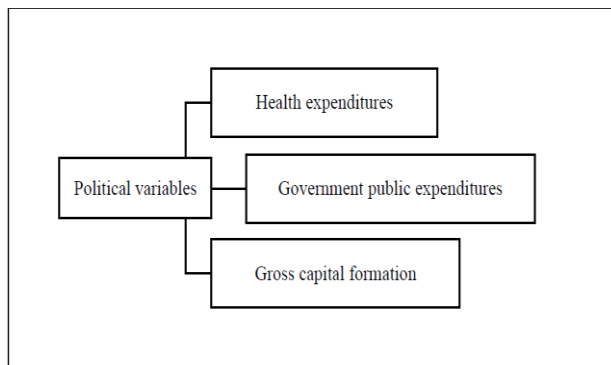 Health expenditures
Political variables
Government public expenditures
Gross capital formation